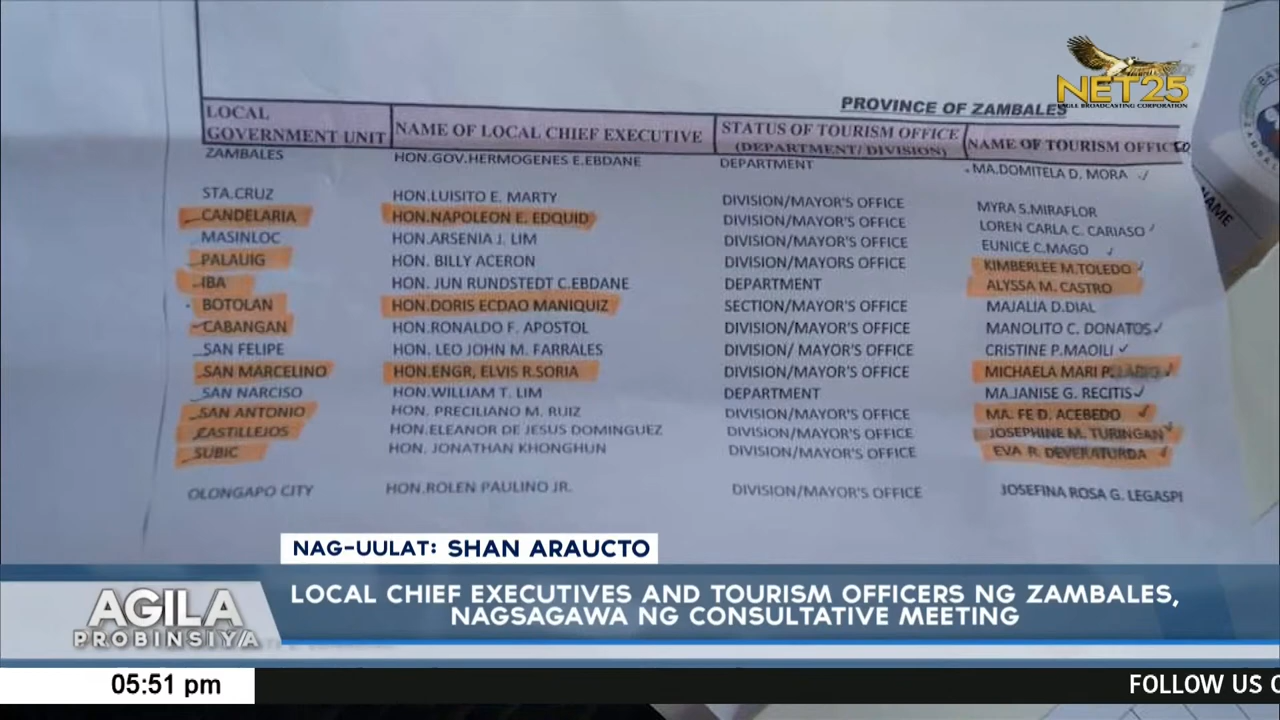 NET25
EAGLE BROADCASTING CORPORATION
PROVINCE OF ZAMBALES
LOCAL GOVERNMENT UNIT NAME OF LOCAL CHIEF EXECUTIVE STATUS OF TOURISM OFFICE (DEPARTMENT/ DIVISION) NAME OF TOURISM OFFIC
ZAMBALES HON.GOV.HERMOGENES E.EBDANE DEPARTMENT MA.DOMITELA D. MORA
STA.CRUZ HON.LUISITO E. MARTY DIVISION/MAYOR'S OFFICE MYRA S.MIRAFLOR
CANDELARIA HON.NAPOLEON E. EDQUID DIVISION/MAYOR'S OFFICE LOREN CARLA C. CARIASO
MASINLOC HON.ARSENIA J. LIM DIVISION/MAYOR'S OFFICE EUNICE C.MAGO
PALAUIG HON. BILLY ACERON DIVISION/MAYORS OFFICE KIMBERLEE M.TOLEDO
IBA HON. JUN RUNDSTEDT C.EBDANE DEPARTMENT ALYSSA M. CASTRO
BOTOLAN HON.DORIS ECDAO MANIQUIZ SECTION/MAYOR'S OFFICE MAJALIA D.DIAL
CABANGAN HON.RONALDO F. APOSTOL DIVISION/MAYOR'S OFFICE MANOLITO C. DONATOS
SAN FELIPE HON. LEO JOHN M. FARRALES DIVISION/ MAYOR'S OFFICE CRISTINE P.MAOILI
SAN MARCELINO HON.ENGR, ELVIS R.SORIA DIVISION/MAYOR'S OFFICE MICHAELA MARI
SAN NARCISO HON.WILLIAM T. LIM DEPARTMENT MA.JANISE G. RECITIS
SAN ANTONIO HON. PRECILIANO M. RUIZ DIVISION/MAYOR'S OFFICE MA. FE D. ACEBEDO
CASTILLEJOS HON.ELEANOR DE JESUS DOMINGUEZ DIVISION/MAYOR'S OFFICE JOSEPHINE M. TURINGAN
SUBIC HON. JONATHAN KHONGHUN DIVISION/MAYOR'S OFFICE EVA R. DEVERATURDA
OLONGAPO CITY HON.ROLEN PAULINO JR. DIVISION/MAYOR'S OFFICE JOSEFINA ROSA G. LEGASPI
NAME
NAG-UULAT: SHAN ARAUCTO
LOCAL CHIEF EXECUTIVES AND TOURISM OFFICERS NG ZAMBALES,
NAGSAGAWA NG CONSULTATIVE MEETING
AGILA
PROBINSIYA
05:51 pm
FOLLOW US